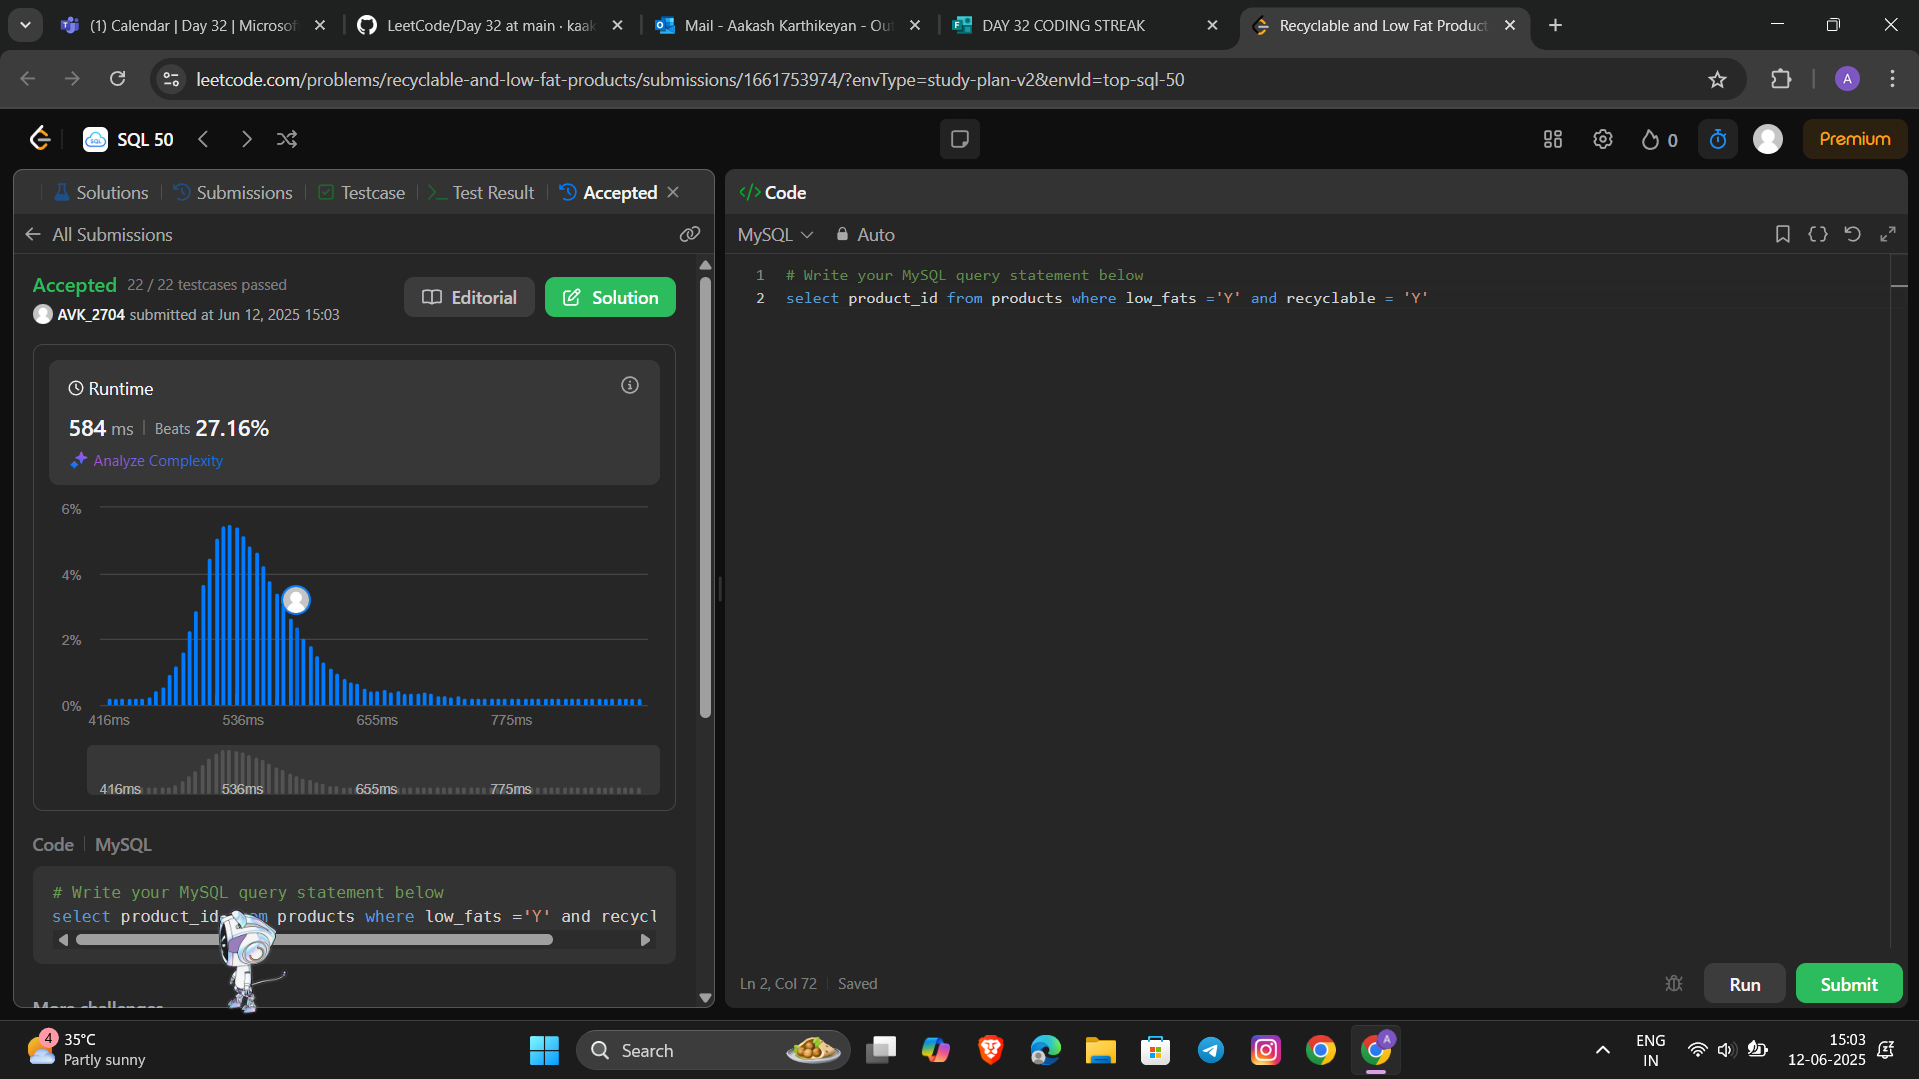 (1) Calendar | Day 32 | Microsof
LeetCode/Day 32 at main · kaak
Mail - Aakash Karthikeyan - Ou
DAY 32 CODING STREAK
Recyclable and Low Fat Product
leetcode.com/problems/recyclable-and-low-fat-products/submissions/1661753974/?envType=study-plan-v2&envId=top-sql-50
A
SQL 50
0
Premium
Solutions
Submissions
Testcase
Test Result
Accepted
</> Code
All Submissions
MySQL
Auto
Accepted 22 / 22 testcases passed
AVK_2704 submitted at Jun 12, 2025 15:03
Editorial
Solution
1 # Write your MySQL query statement below
2 select product_id from products where low_fats ='Y' and recyclable = 'Y'
Runtime
584 ms | Beats 27.16%
Analyze Complexity
6%
4%
2%
0%
416ms 536ms 655ms 775ms
416ms 536ms 655ms 775ms
Code | MySQL
# Write your MySQL query statement below
select product_id from products where low_fats ='Y' and recycl
More challenges
Ln 2, Col 72 | Saved
Run
Submit
4
35°C
Partly sunny
Search
A
ENG
IN
15:03
12-06-2025